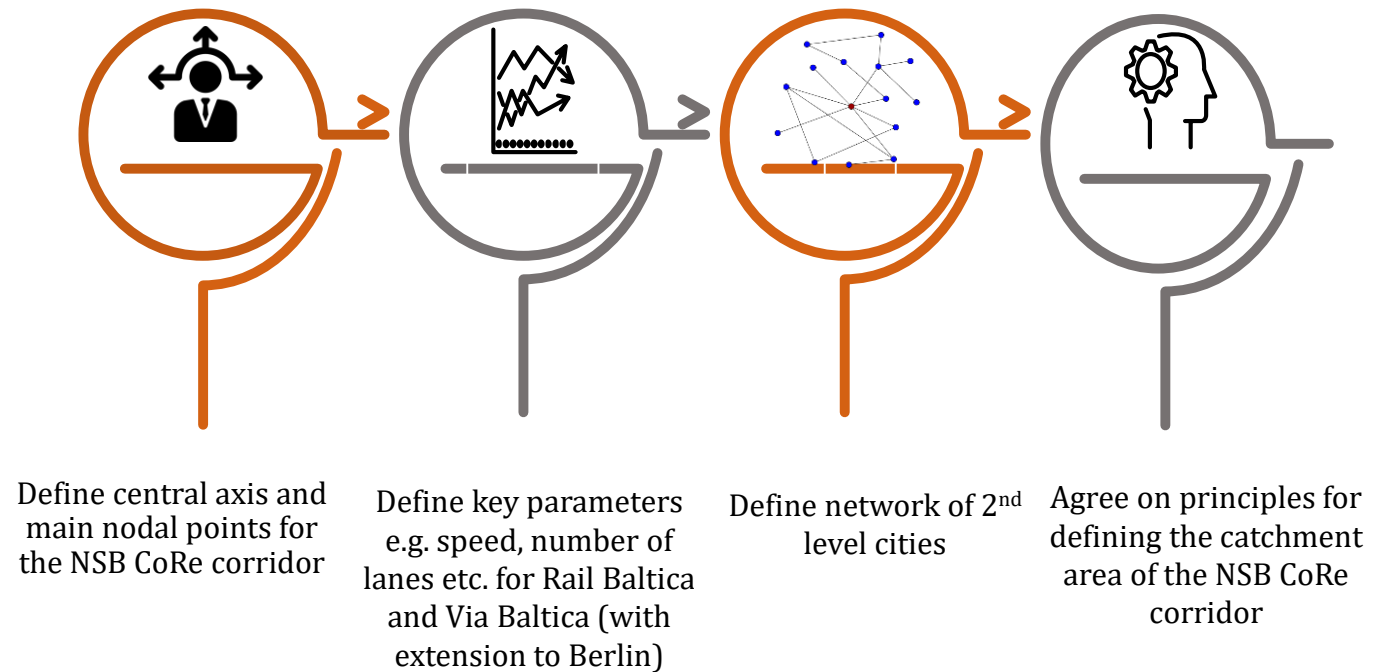 Define central axis and
main nodal points for
the NSB CoRe corridor
Define key parameters
e.g. speed, number of
lanes etc. for Rail Baltica
and Via Baltica (with
extension to Berlin)
Define network of 2nd
level cities
Agree on principles for
defining the catchment
area of the NSB CoRe
corridor